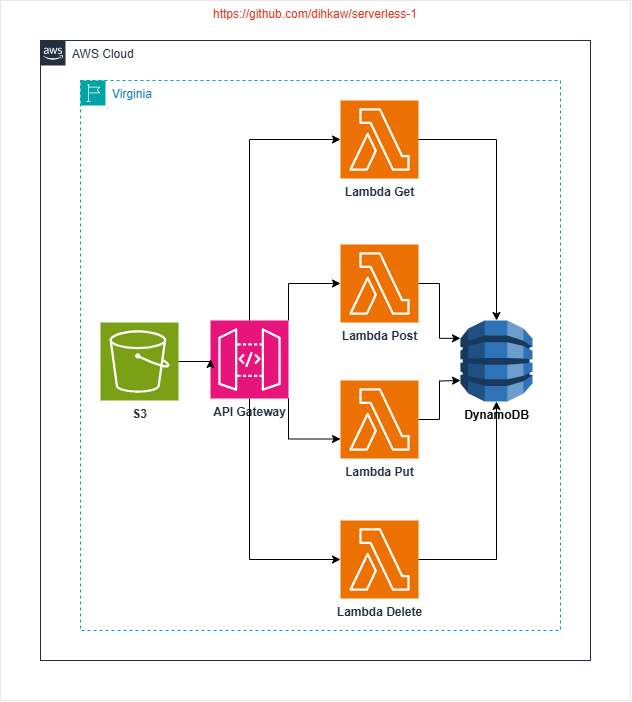 https://github.com/dihkaw/serverless-1
aws
AWS Cloud
Virginia
Lambda Get
Lambda Post
S3
API Gateway
</>
DynamoDB
Lambda Put
Lambda Delete